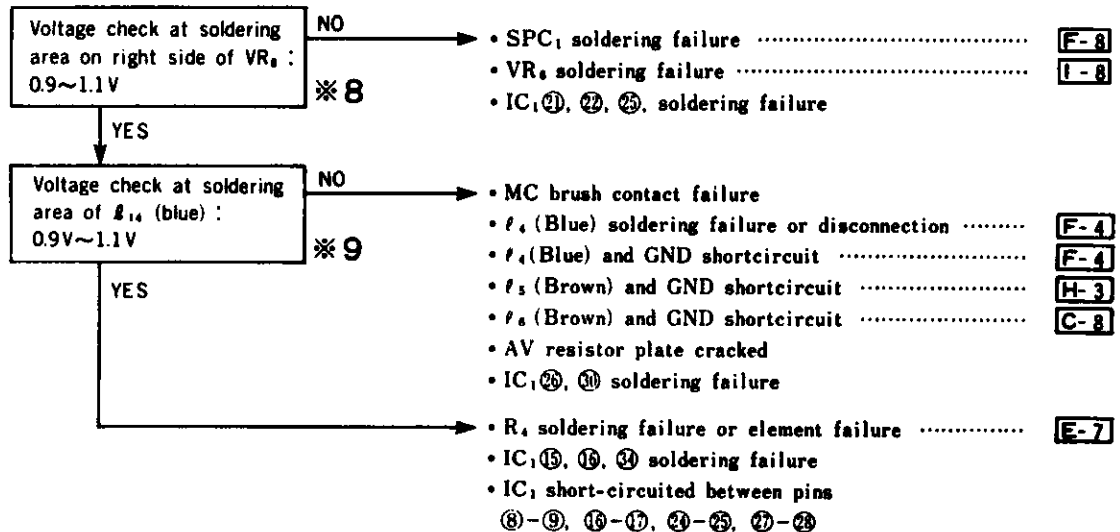 Voltage check at soldering
area on right side of VR₈ :
0.9~1.1V
※8
NO
• SPC₁ soldering failure ........................ F-8
• VR₆ soldering failure ........................ I-8
• IC₁㉑, ㉒, ㉕, soldering failure
YES
Voltage check at soldering
area of ℓ₁₄ (blue) :
0.9V~1.1V
※9
NO
• MC brush contact failure
• ℓ₄ (Blue) soldering failure or disconnection ........ F-4
• ℓ₄ (Blue) and GND shortcircuit ........................ F-4
• ℓ₅ (Brown) and GND shortcircuit ..................... H-3
• ℓ₆ (Brown) and GND shortcircuit ..................... C-8
• AV resistor plate cracked
• IC₁㉖, ㉚ soldering failure
YES
• R₄ soldering failure or element failure ............ E-7
• IC₁⑮, ⑯, ㉞ soldering failure
• IC₁ short-circuited between pins
⑧-⑨, ⑯-⑰, ㉔-㉕, ㉗-㉘